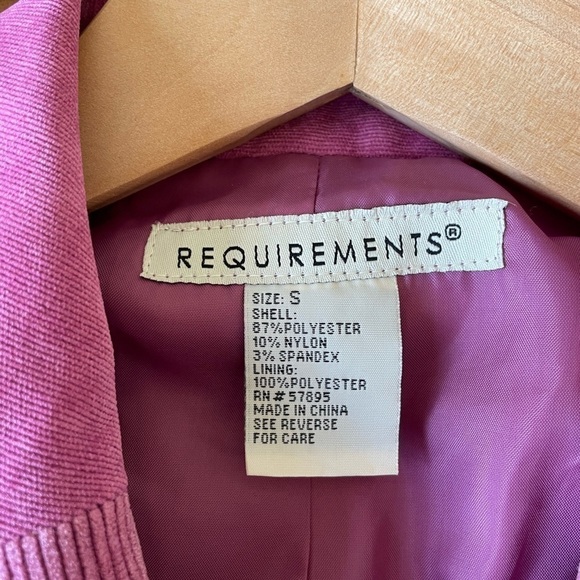 REQUIREMENTS®
SIZE: S
SHELL:
87%POLYESTER
10% NYLON
3% SPANDEX
LINING:
100%POLYESTER
RN# 57895
MADE IN CHINA
SEE REVERSE
FOR CARE